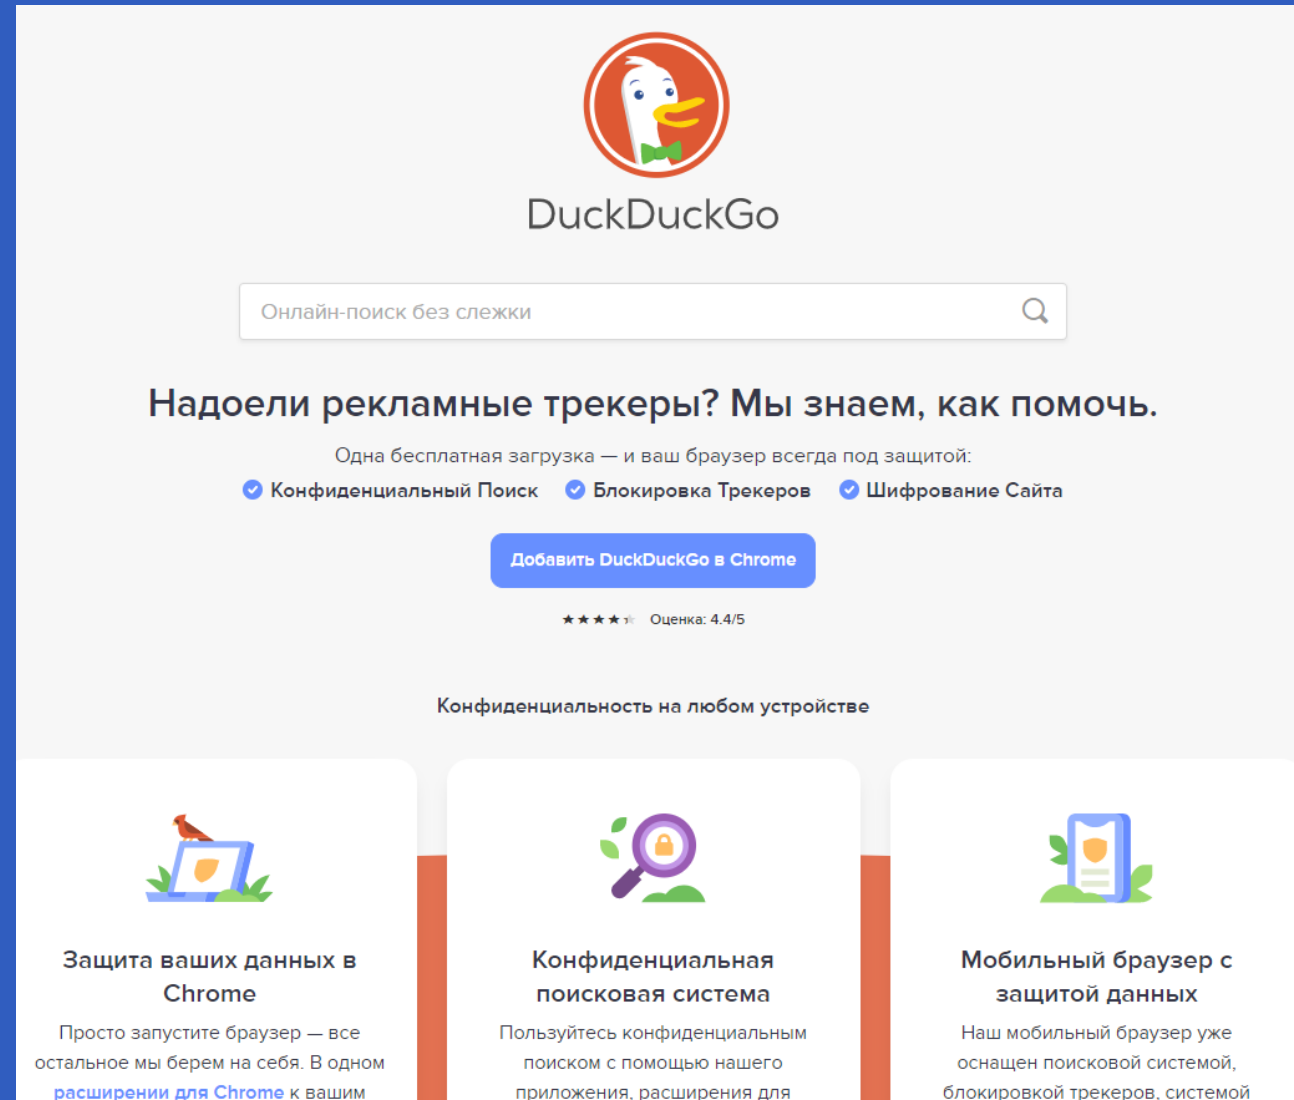 DuckDuckGo
Онлайн-поиск без слежки
Надоели рекламные трекеры? Мы знаем, как помочь.
Одна бесплатная загрузка — и ваш браузер всегда под защитой:
Конфиденциальный Поиск Блокировка Трекеров Шифрование Сайта
Добавить DuckDuckGo в Chrome
Оценка: 4.4/5
Конфиденциальность на любом устройстве
Защита ваших данных в
Chrome
Просто запустите браузер — все
остальное мы берем на себя. В одном
расширении для Chrome к вашим
Конфиденциальная
поисковая система
Пользуйтесь конфиденциальным
поиском с помощью нашего
приложения, расширения для
Мобильный браузер с
защитой данных
Наш мобильный браузер уже
оснащен поисковой системой,
блокировкой трекеров, системой